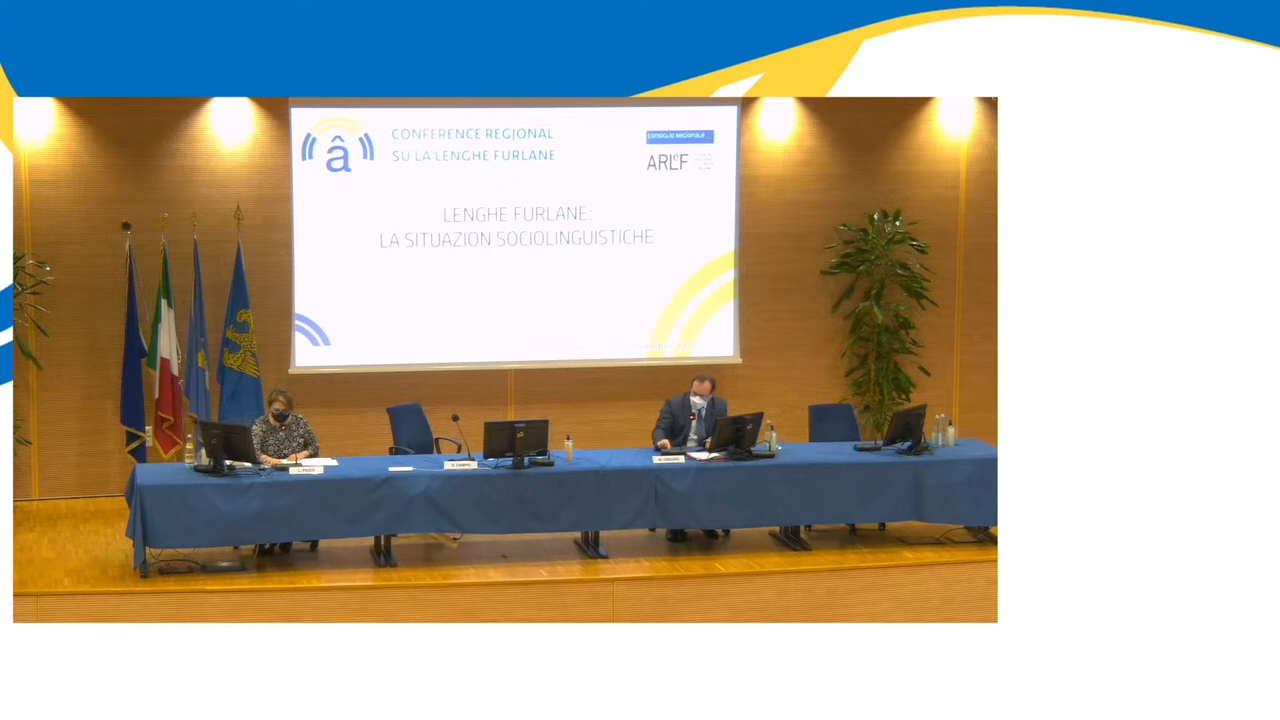 â
CONFERENCE REGJONAL
SU LA LENGHE FURLANE
CONSIGLIO REGIONALE
ARLeF
LENGHE FURLANE:
LA SITUAZION SOCIOLINGUISTICHE